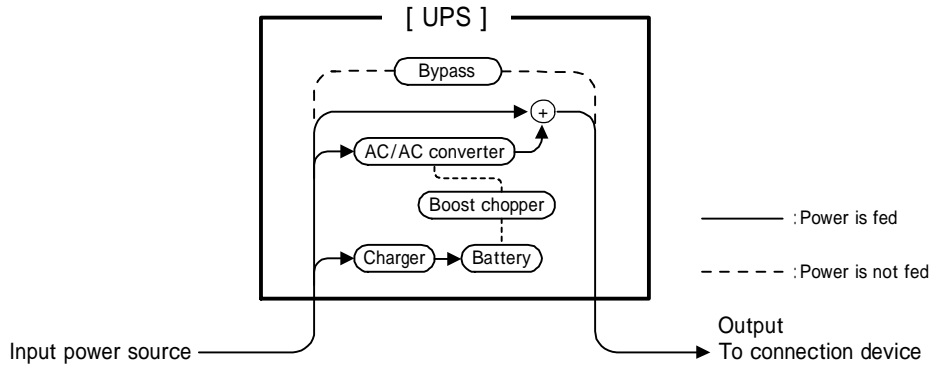 [ UPS ]
Bypass
+
AC/AC converter
Boost chopper
Charger
Battery
:Power is fed
:Power is not fed
Input power source
Output
To connection device